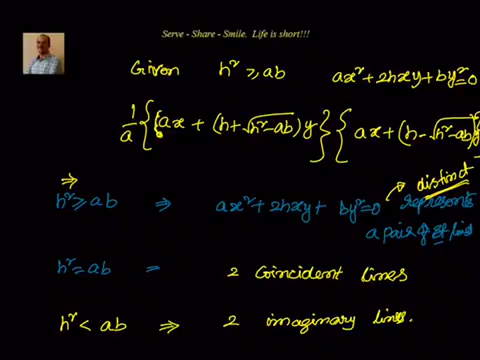 Serve - Share - Smile. Life is short!!!
Given h² ≥ ab ax² + 2hxy + by² = 0
1/a { {ax + (h + √(h²-ab)) y } { ax + (h - √(h²-ab)) y
⇒ distinct
h² ≥ ab ⇒ ax² + 2hxy + by² = 0 → represents
a pair of st lines
h² = ab = 2 Coincident lines
h² < ab ⇒ 2 imaginary lines.